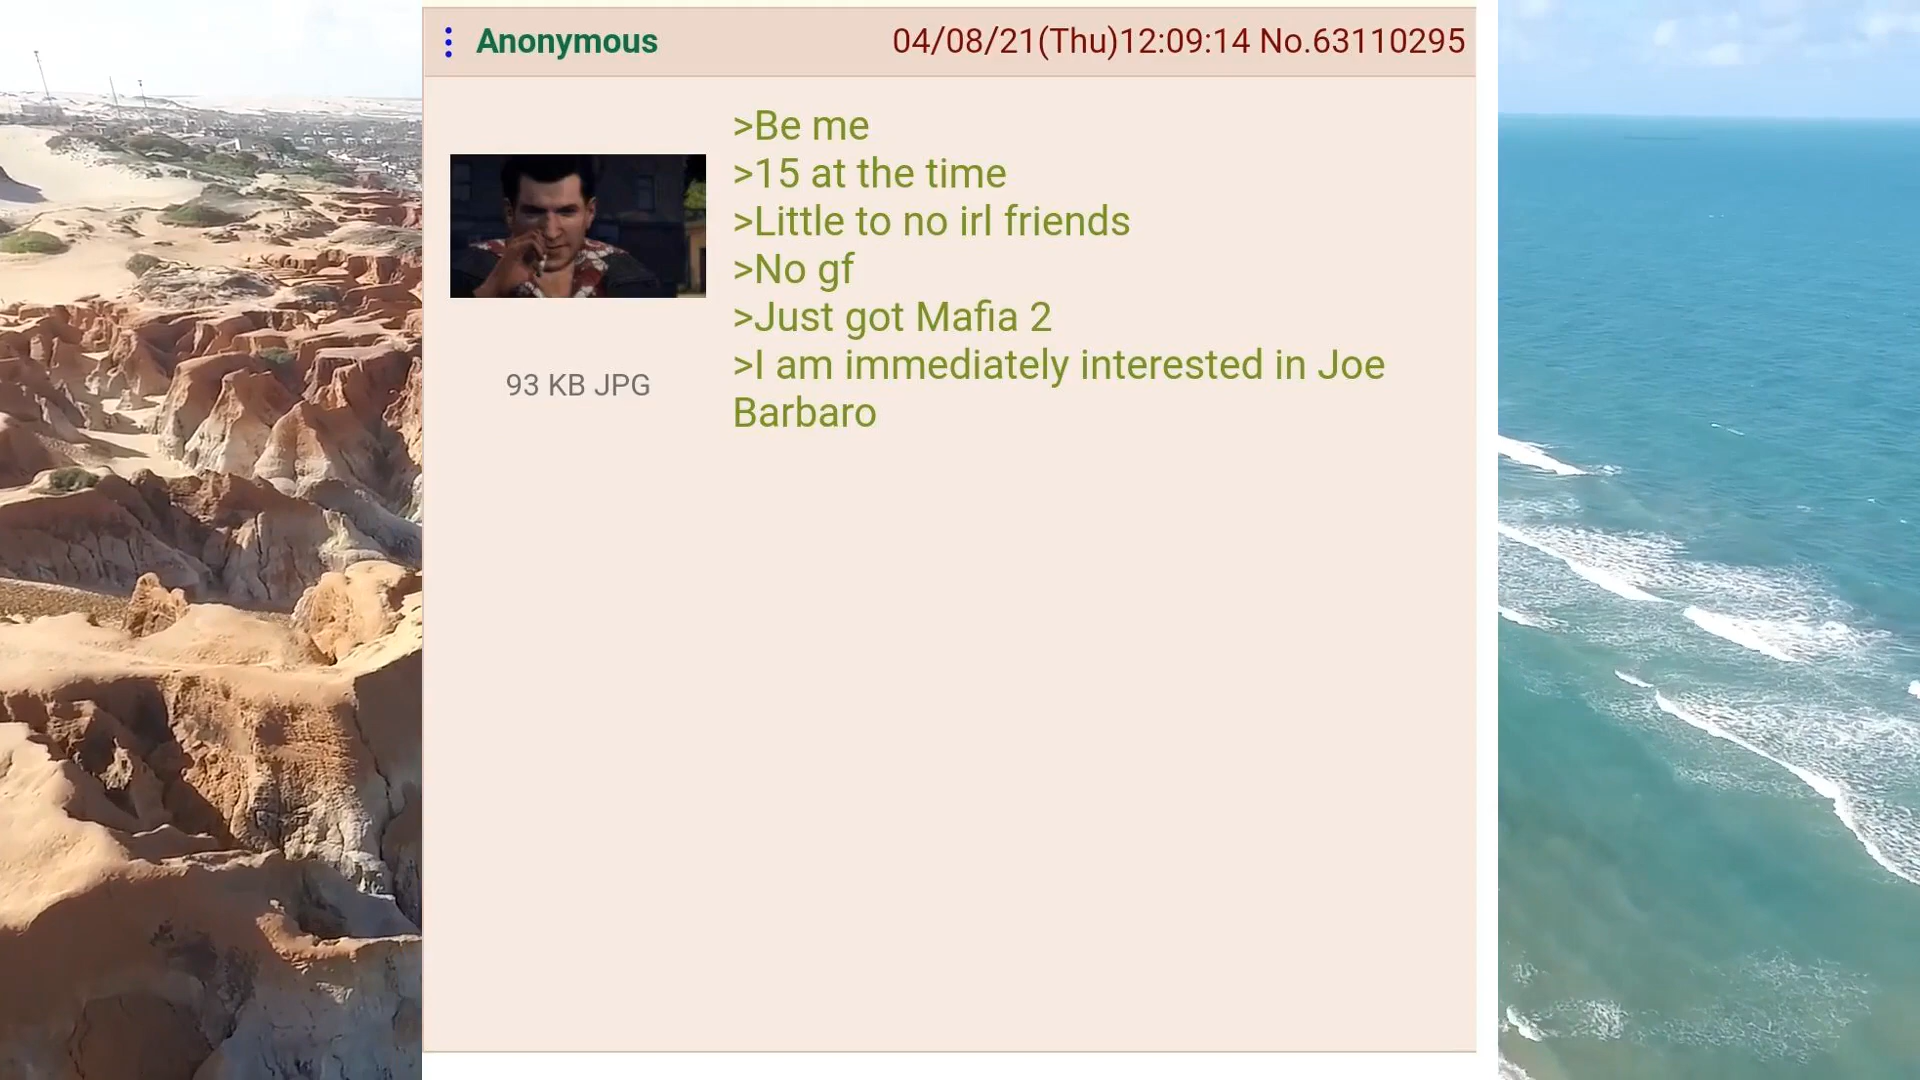 Anonymous 04/08/21(Thu)12:09:14 No.63110295
>Be me
>15 at the time
>Little to no irl friends
>No gf
>Just got Mafia 2
>I am immediately interested in Joe
Barbaro
93 KB JPG